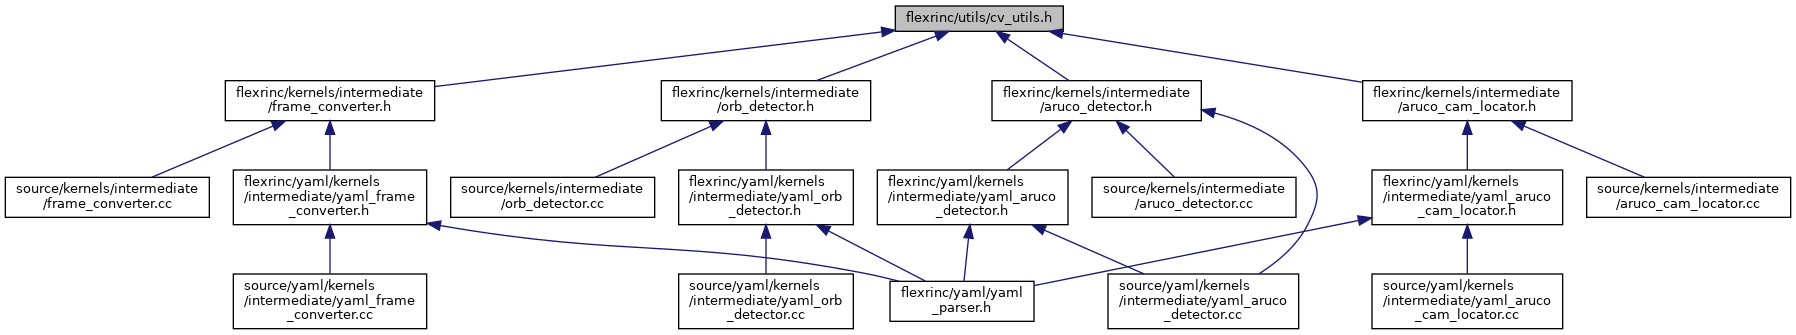 flexrinc/utils/cv_utils.h
flexrinc/kernels/intermediate
/frame_converter.h
flexrinc/kernels/intermediate
/orb_detector.h
flexrinc/kernels/intermediate
/aruco_detector.h
flexrinc/kernels/intermediate
/aruco_cam_locator.h
source/kernels/intermediate
/frame_converter.cc
flexrinc/yaml/kernels
/intermediate/yaml_frame
_converter.h
source/kernels/intermediate
/orb_detector.cc
flexrinc/yaml/kernels
/intermediate/yaml_orb
_detector.h
flexrinc/yaml/kernels
/intermediate/yaml_aruco
_detector.h
source/kernels/intermediate
/aruco_detector.cc
flexrinc/yaml/kernels
/intermediate/yaml_aruco
_cam_locator.h
source/kernels/intermediate
/aruco_cam_locator.cc
source/yaml/kernels
/intermediate/yaml_frame
_converter.cc
source/yaml/kernels
/intermediate/yaml_orb
_detector.cc
flexrinc/yaml/yaml
_parser.h
source/yaml/kernels
/intermediate/yaml_aruco
_detector.cc
source/yaml/kernels
/intermediate/yaml_aruco
_cam_locator.cc